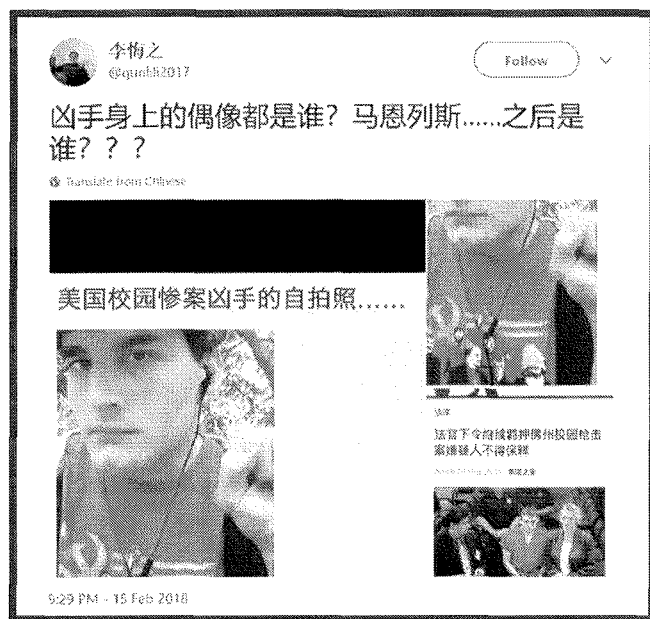 李悔之
@qunlih2017
Follow
凶手身上的偶像都是谁？马恩列斯......之后是
谁？？？
Translate from Chinese
美国校园惨案凶手的自拍照......
法官下令继续羁押佛州校园枪击
案嫌疑人不得保释
9:29 PM - 15 Feb 2018